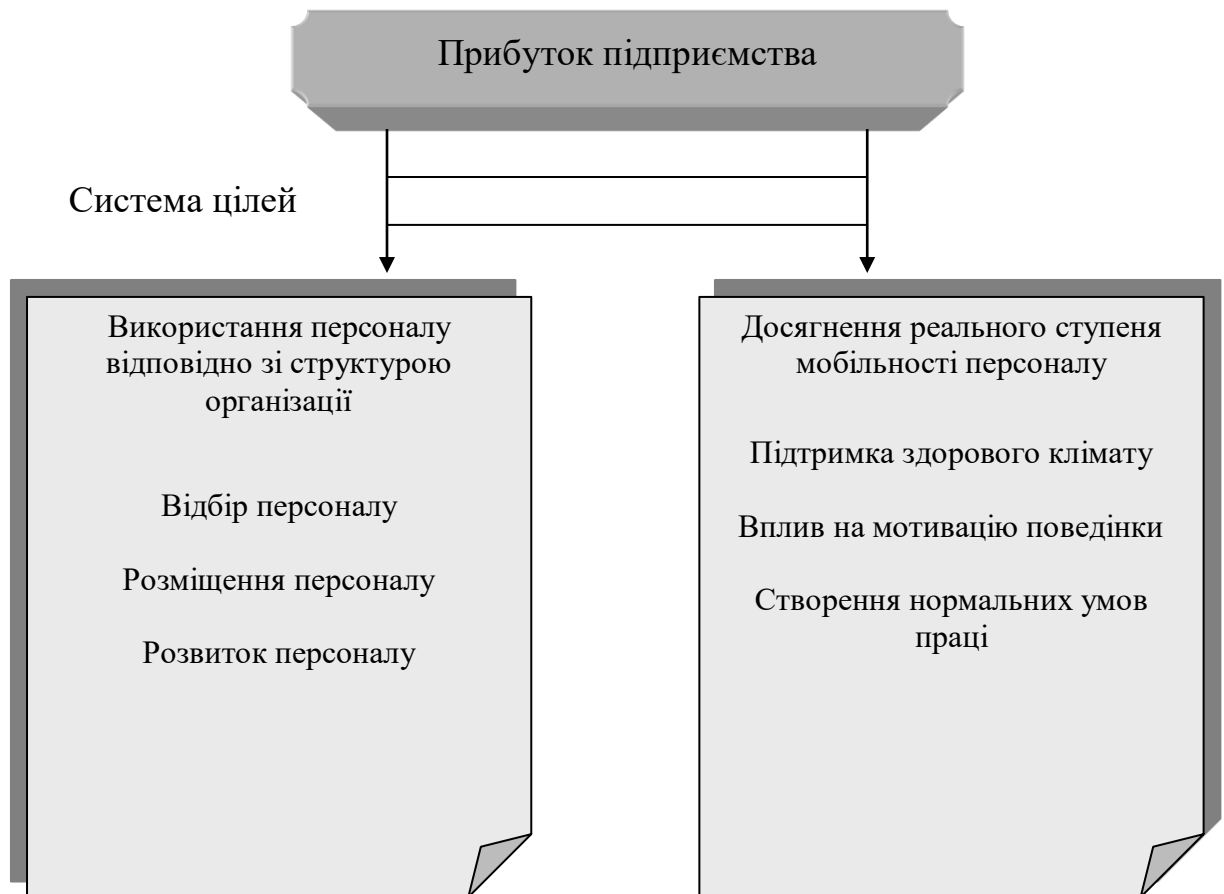 Прибуток підприємства
Система цілей
Використання персоналу
відповідно зі структурою
організації
Відбір персоналу
Розміщення персоналу
Розвиток персоналу
Досягнення реального ступеня
мобільності персоналу
Підтримка здорового клімату
Вплив на мотивацію поведінки
Створення нормальних умов
праці